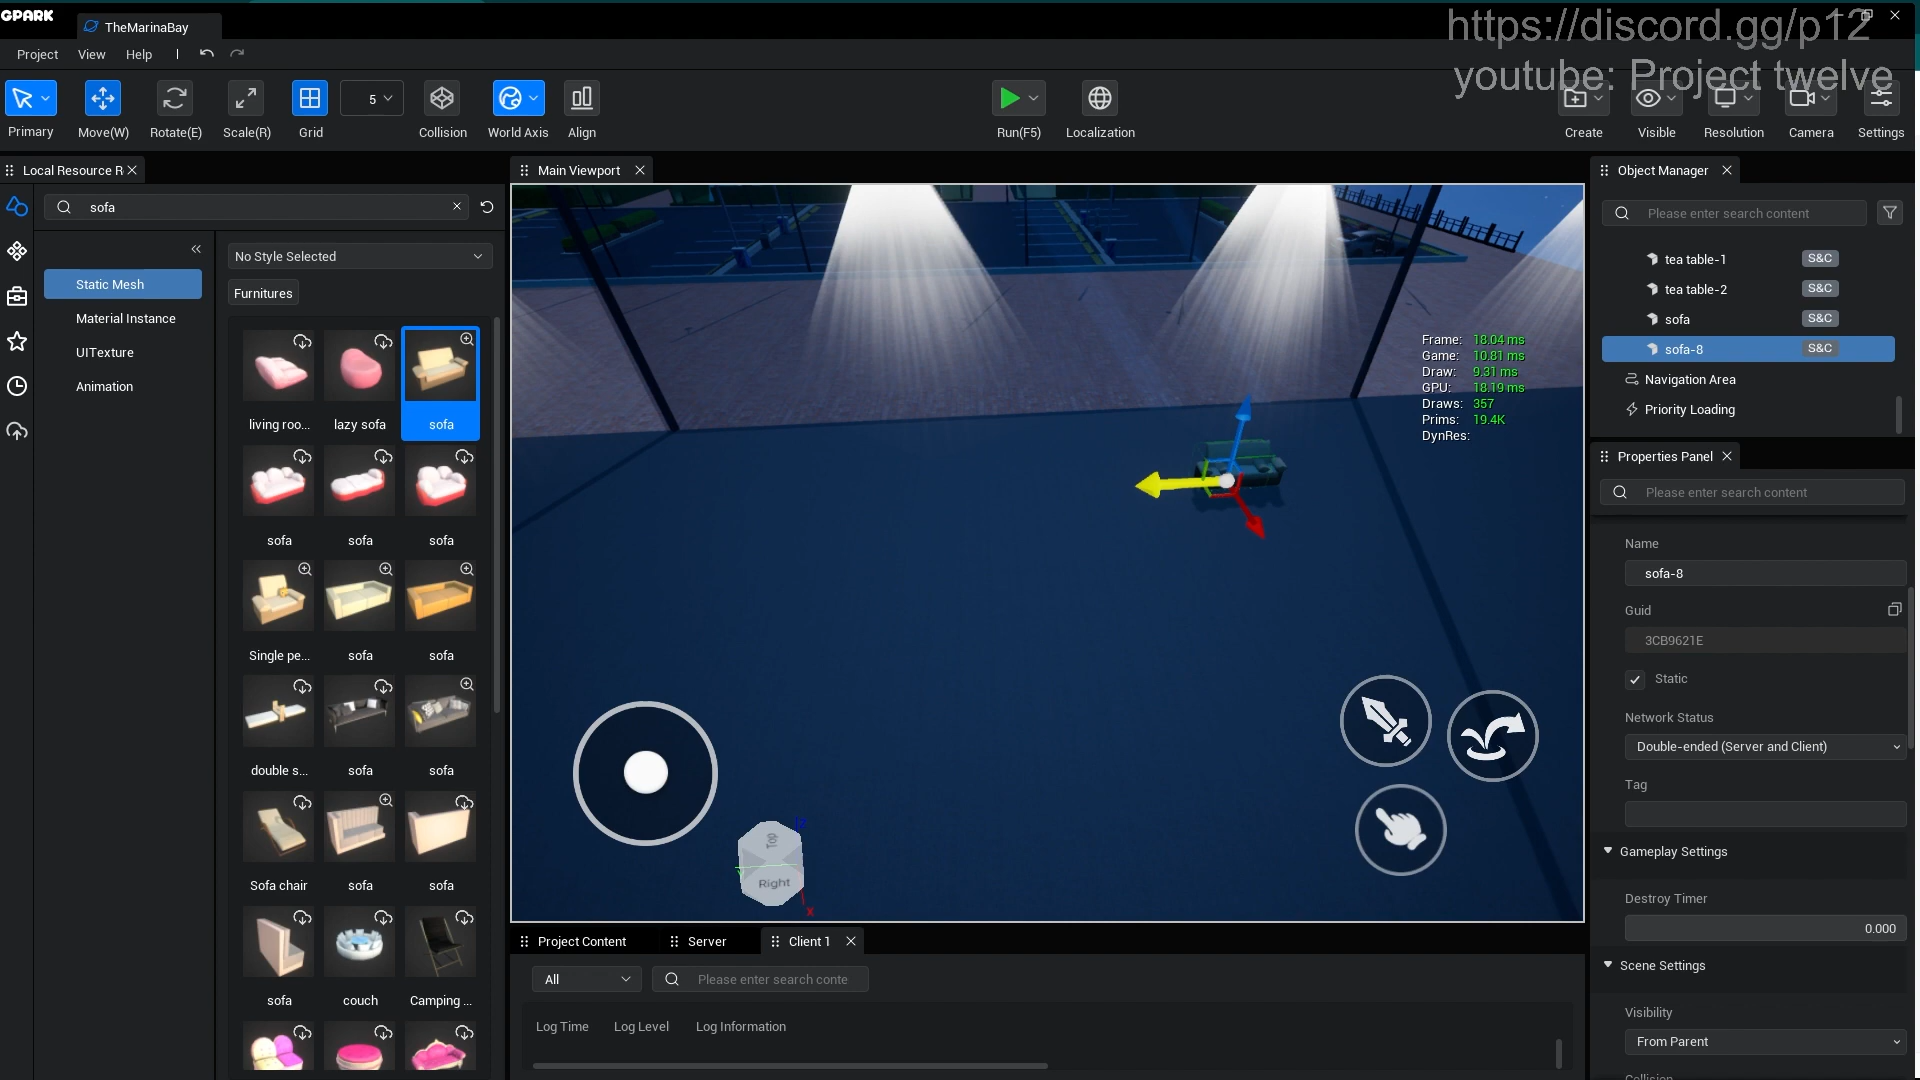 GPARK
TheMarinaBay
https://discord.gg/p12
youtube: Project twelve
Project View Help
5
Primary Move(W) Rotate(E) Scale(R) Grid Collision World Axis Align Run(F5) Localization Create Visible Resolution Camera Settings
Local Resource R
Main Viewport
Object Manager
sofa
Please enter search content
No Style Selected
Furnitures
Static Mesh
Material Instance
UITexture
Animation
living roo... lazy sofa sofa
sofa sofa sofa
Single pe... sofa sofa
double s... sofa sofa
Sofa chair sofa sofa
sofa couch Camping ...
Frame: 18.04 ms
Game: 10.81 ms
Draw: 9.31 ms
GPU: 18.19 ms
Draws: 357
Prims: 19.4K
DynRes:
Top
Right
Z
Y
X
tea table-1 S&C
tea table-2 S&C
sofa S&C
sofa-8 S&C
Navigation Area
Priority Loading
Properties Panel
Please enter search content
Name
sofa-8
Guid
3CB9621E
Static
Network Status
Double-ended (Server and Client)
Tag
Gameplay Settings
Destroy Timer
0.000
Scene Settings
Visibility
From Parent
Collision
Project Content Server Client 1
All Please enter search conte
Log Time Log Level Log Information